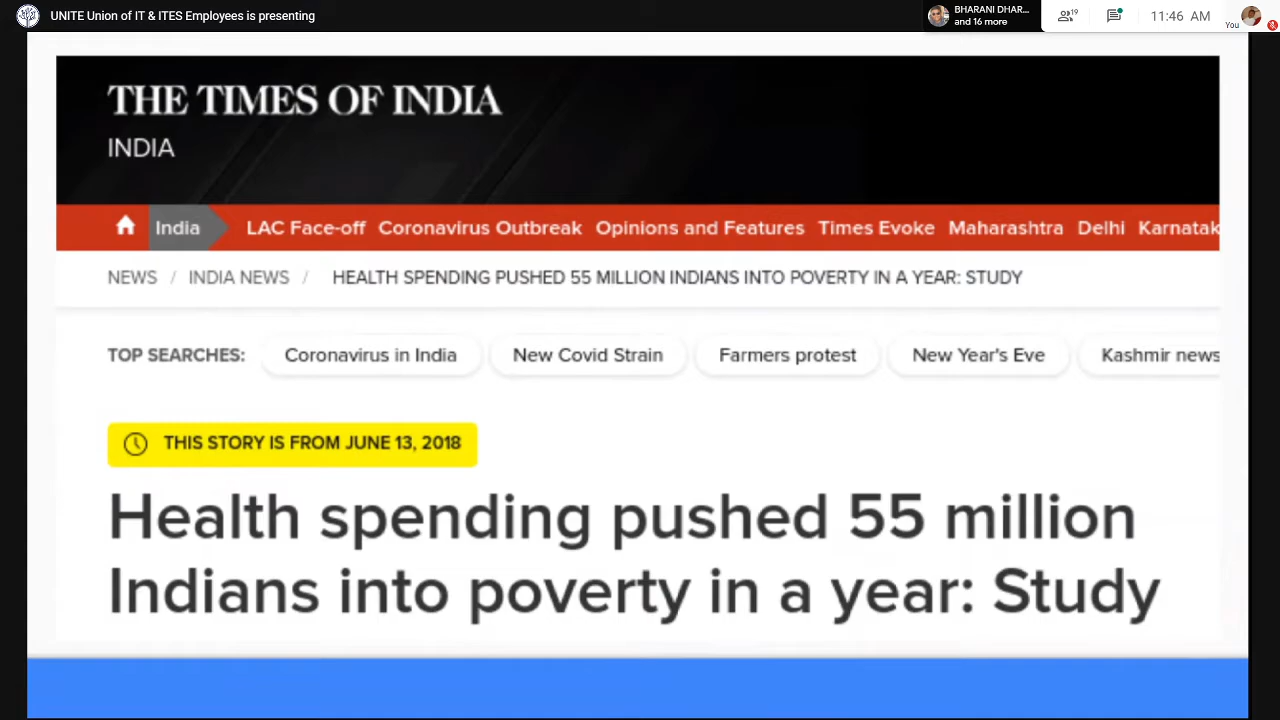 UNITE Union of IT & ITES Employees is presenting
BHARANI DHAR...
and 16 more
19
11:46 AM
You
THE TIMES OF INDIA
INDIA
India LAC Face-off Coronavirus Outbreak Opinions and Features Times Evoke Maharashtra Delhi Karnatak
NEWS / INDIA NEWS / HEALTH SPENDING PUSHED 55 MILLION INDIANS INTO POVERTY IN A YEAR: STUDY
TOP SEARCHES: Coronavirus in India New Covid Strain Farmers protest New Year's Eve Kashmir news
THIS STORY IS FROM JUNE 13, 2018
Health spending pushed 55 million
Indians into poverty in a year: Study